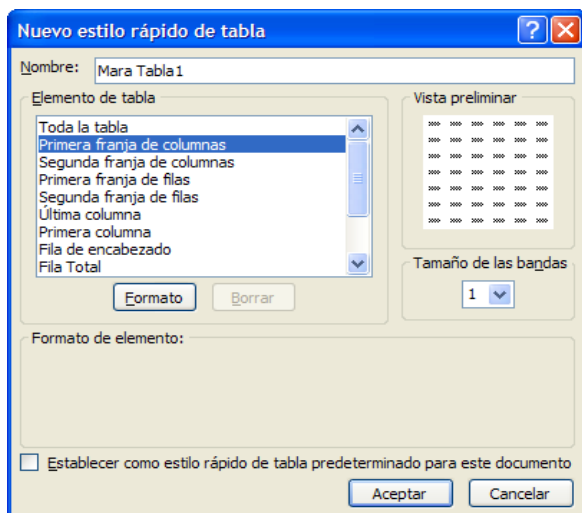 Nuevo estilo rápido de tabla
Nombre: Mara Tabla1
Elemento de tabla
Toda la tabla
Primera franja de columnas
Segunda franja de columnas
Primera franja de filas
Segunda franja de filas
Última columna
Primera columna
Fila de encabezado
Fila Total
Formato Borrar
Vista preliminar
Tamaño de las bandas
1
Formato de elemento:
Establecer como estilo rápido de tabla predeterminado para este documento
Aceptar Cancelar